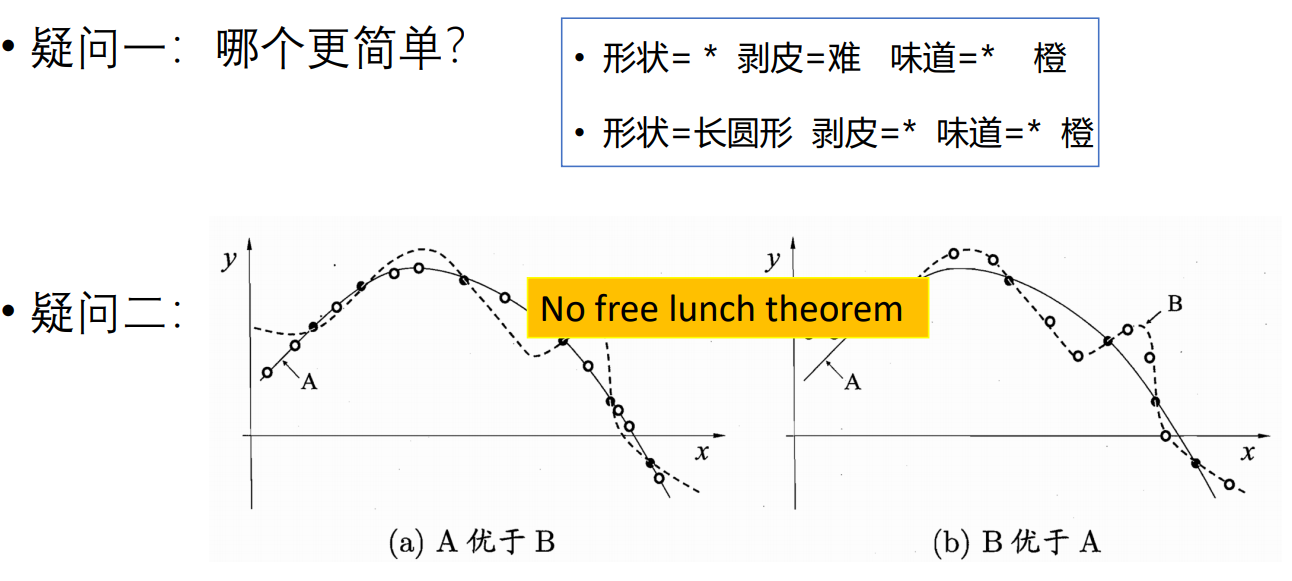 • 疑问一： 哪个更简单？
• 形状= * 剥皮=难 味道=* 橙
• 形状=长圆形 剥皮=* 味道=* 橙
• 疑问二：
y
A
x
(a) A 优于 B
No free lunch theorem
y
B
A
x
(b) B 优于 A